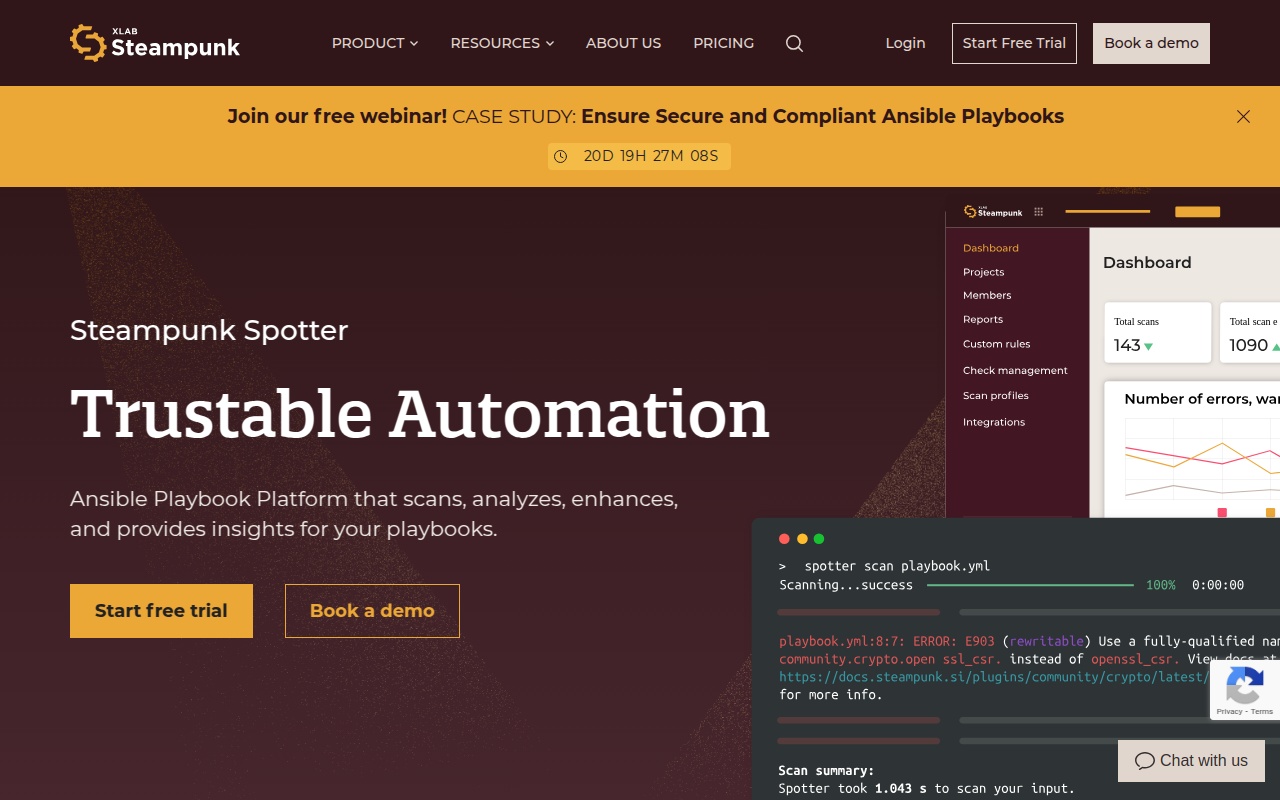 XLAB
Steampunk
PRODUCT
RESOURCES
ABOUT US
PRICING
Login
Start Free Trial
Book a demo
Join our free webinar! CASE STUDY: Ensure Secure and Compliant Ansible Playbooks
20D 19H 27M 08S
Steampunk Spotter
Trustable Automation
Ansible Playbook Platform that scans, analyzes, enhances,
and provides insights for your playbooks.
Start free trial
Book a demo
XLAB
Steampunk
Dashboard
Projects
Members
Reports
Custom rules
Check management
Scan profiles
Integrations
Dashboard
Total scans
143
Total scan e
1090
Number of errors, war
> spotter scan playbook.yml
Scanning...success 100% 0:00:00
playbook.yml:8:7: ERROR: E903 (rewritable) Use a fully-qualified nam
community.crypto.open ssl_csr. instead of openssl_csr. View docs at
https://docs.steampunk.si/plugins/community/crypto/latest/
for more info.
Scan summary:
Spotter took 1.043 s to scan your input.
Privacy - Terms
Chat with us